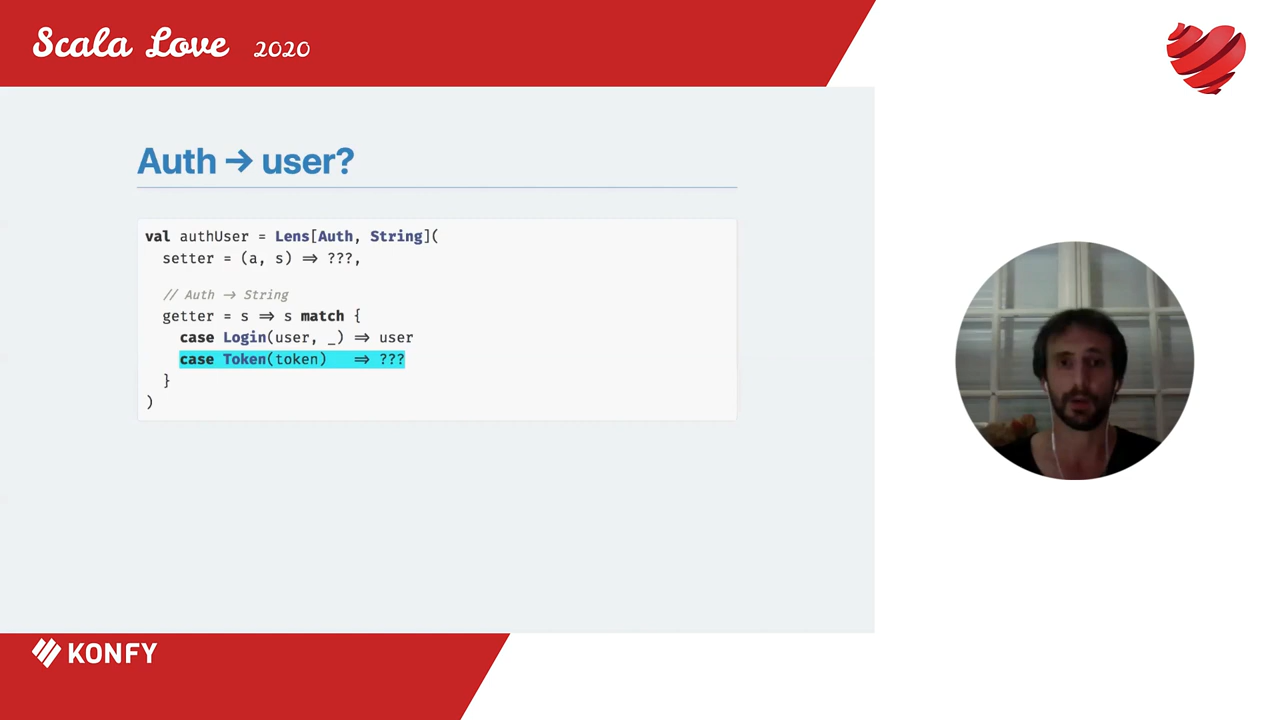 Scala Love 2020
Auth → user?
val authUser = Lens[Auth, String](
setter = (a, s) ⇒ ???,
// Auth → String
getter = s ⇒ s match {
case Login(user, _) ⇒ user
case Token(token) ⇒ ???
}
)
KONFY